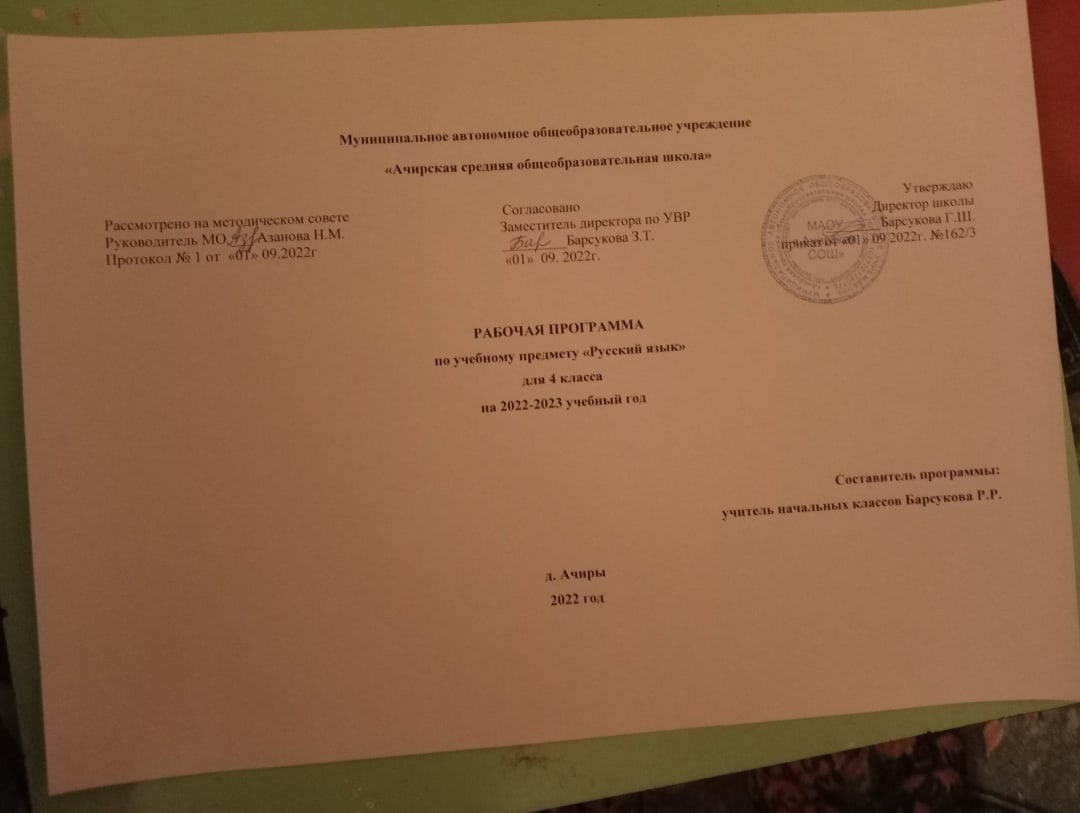 Муниципальное автономное общеобразовательное учреждение
«Ачирская средняя общеобразовательная школа»
Рассмотрено на методическом совете
Руководитель МО Азанова Н.М.
Протокол № 1 от «01» 09.2022г
Согласовано
Заместитель директора по УВР
Бар Барсукова З.Т.
«01» 09. 2022г.
Утверждаю
Директор школы
Барсукова Г.Ш.
приказ от «01» 09 2022г. №162/3
МАОУ
СОШ»
РАБОЧАЯ ПРОГРАММА
по учебному предмету «Русский язык»
для 4 класса
на 2022-2023 учебный год
Составитель программы:
учитель начальных классов Барсукова Р.Р.
д. Ачиры
2022 год